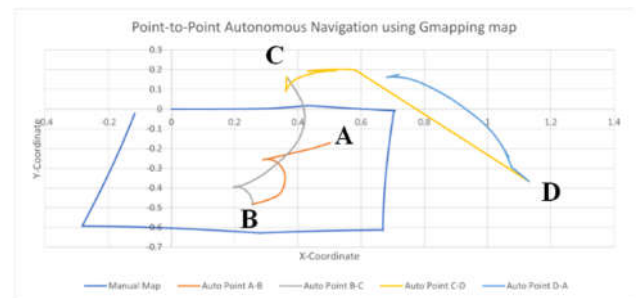 Point-to-Point Autonomous Navigation using Gmapping map
C
0.3
0.2
0.1
0
-0.1
-0.2
-0.3
-0.4
-0.5
-0.6
-0.7
-0.4 -0.2 0 0.2 0.4 0.6 0.8 1 1.2 1.4
A
B
D
Y-Coordinate
X-Coordinate
Manual Map Auto Point A-B Auto Point B-C Auto Point C-D Auto Point D-A